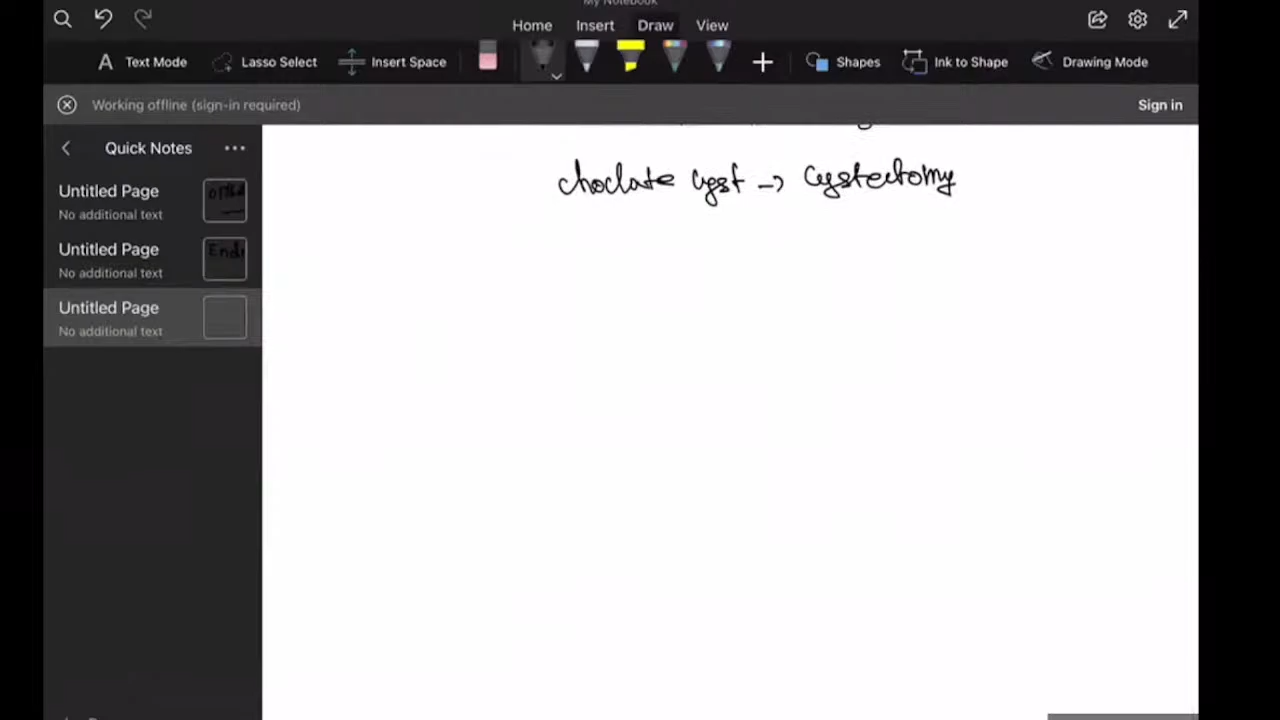 My Notebook
Home Insert Draw View
Text Mode Lasso Select Insert Space Shapes Ink to Shape Drawing Mode
Working offline (sign-in required) Sign in
Quick Notes
Untitled Page
No additional text
Untitled Page
No additional text
Untitled Page
No additional text
choclate cyst → cystectomy